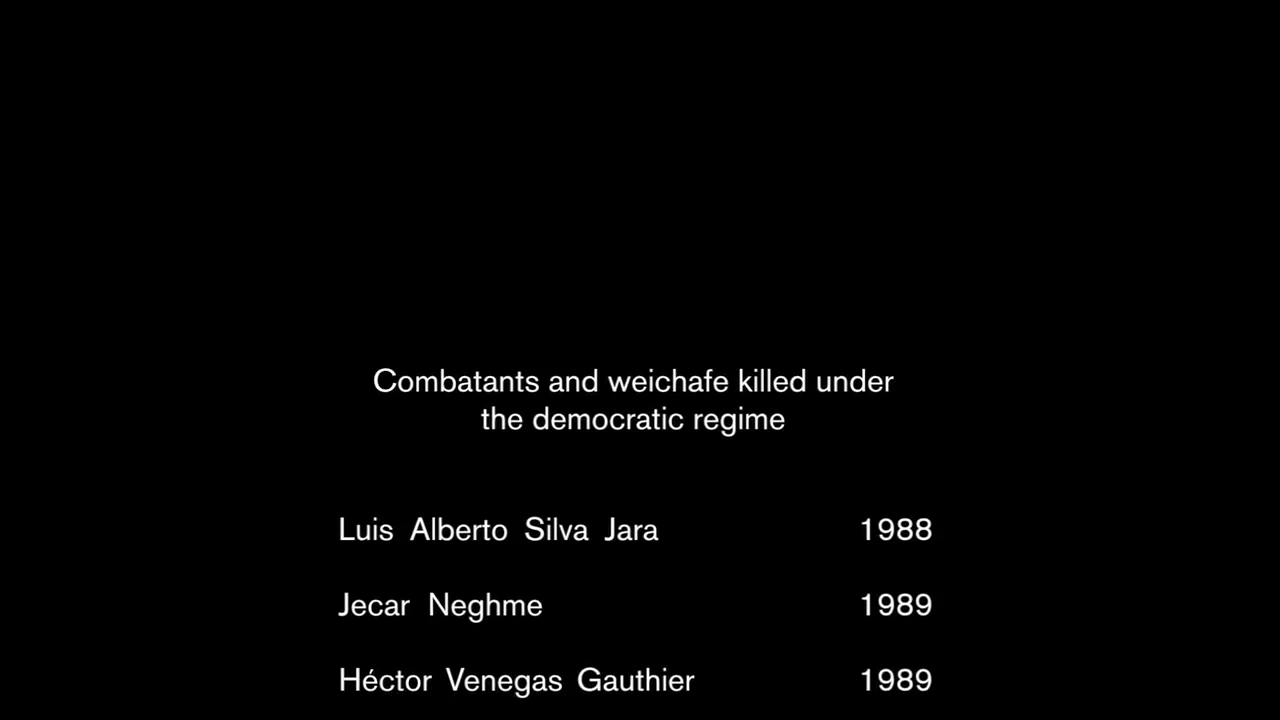 Combatants and weichafe killed under
the democratic regime
Luis Alberto Silva Jara 1988
Jecar Neghme 1989
Héctor Venegas Gauthier 1989